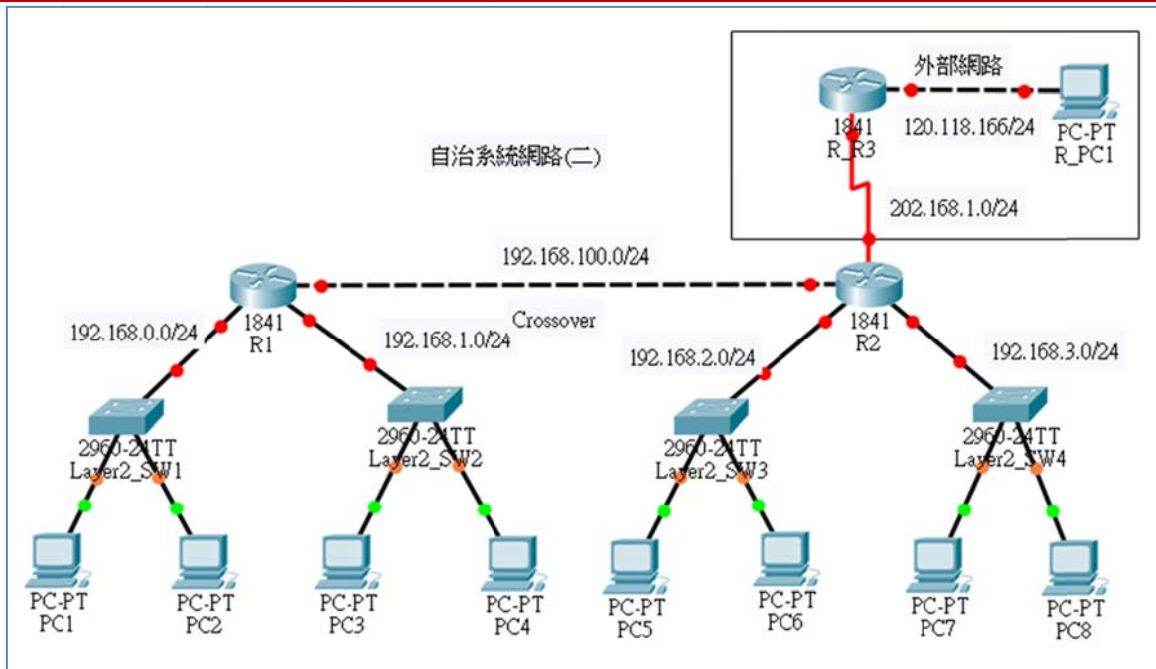 外部網路
1841
R_R3
120.118.166/24
PC-PT
R_PC1
自治系統網路(二)
202.168.1.0/24
192.168.100.0/24
Crossover
1841
R1
1841
R2
192.168.0.0/24
192.168.1.0/24
192.168.2.0/24
192.168.3.0/24
2960-24TT
Layer2_SW1
2960-24TT
Layer2_SW2
2960-24TT
Layer2_SW3
2960-24TT
Layer2_SW4
PC-PT
PC1
PC-PT
PC2
PC-PT
PC3
PC-PT
PC4
PC-PT
PC5
PC-PT
PC6
PC-PT
PC7
PC-PT
PC8